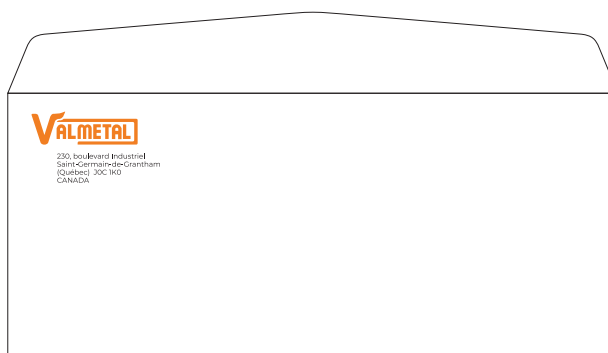 VALMETAL
230, boulevard Industriel
Saint-Germain-de-Grantham
(Québec) J0C 1K0
CANADA